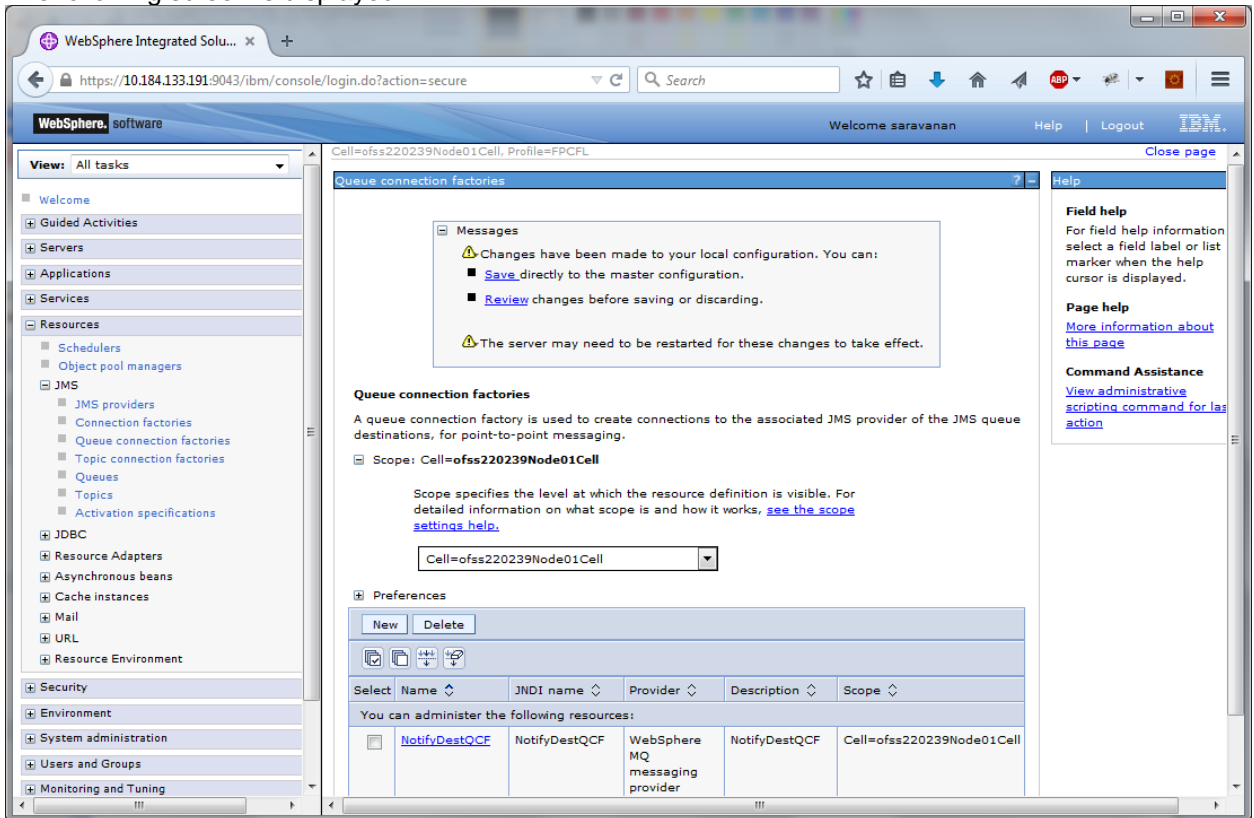 WebSphere Integrated Solu... × +
https://10.184.133.191:9043/ibm/console/login.do?action=secure
Search
ABP
WebSphere. software
Welcome saravanan
Help | Logout
IBM.
View: All tasks
Welcome
Guided Activities
Servers
Applications
Services
Resources
Schedulers
Object pool managers
JMS
JMS providers
Connection factories
Queue connection factories
Topic connection factories
Queues
Topics
Activation specifications
JDBC
Resource Adapters
Asynchronous beans
Cache instances
Mail
URL
Resource Environment
Security
Environment
System administration
Users and Groups
Monitoring and Tuning
Cell=ofss220239Node01Cell, Profile=FPCFL
Close page
Queue connection factories
? –
Messages
Changes have been made to your local configuration. You can:
Save directly to the master configuration.
Review changes before saving or discarding.
The server may need to be restarted for these changes to take effect.
Queue connection factories
A queue connection factory is used to create connections to the associated JMS provider of the JMS queue
destinations, for point-to-point messaging.
Scope: Cell=ofss220239Node01Cell
Scope specifies the level at which the resource definition is visible. For
detailed information on what scope is and how it works, see the scope
settings help.
Cell=ofss220239Node01Cell
Preferences
New Delete
Select Name JNDI name Provider Description Scope
You can administer the following resources:
NotifyDestQCF NotifyDestQCF WebSphere NotifyDestQCF Cell=ofss220239Node01Cell
MQ
messaging
provider
Help
Field help
For field help information
select a field label or list
marker when the help
cursor is displayed.
Page help
More information about
this page
Command Assistance
View administrative
scripting command for las
action